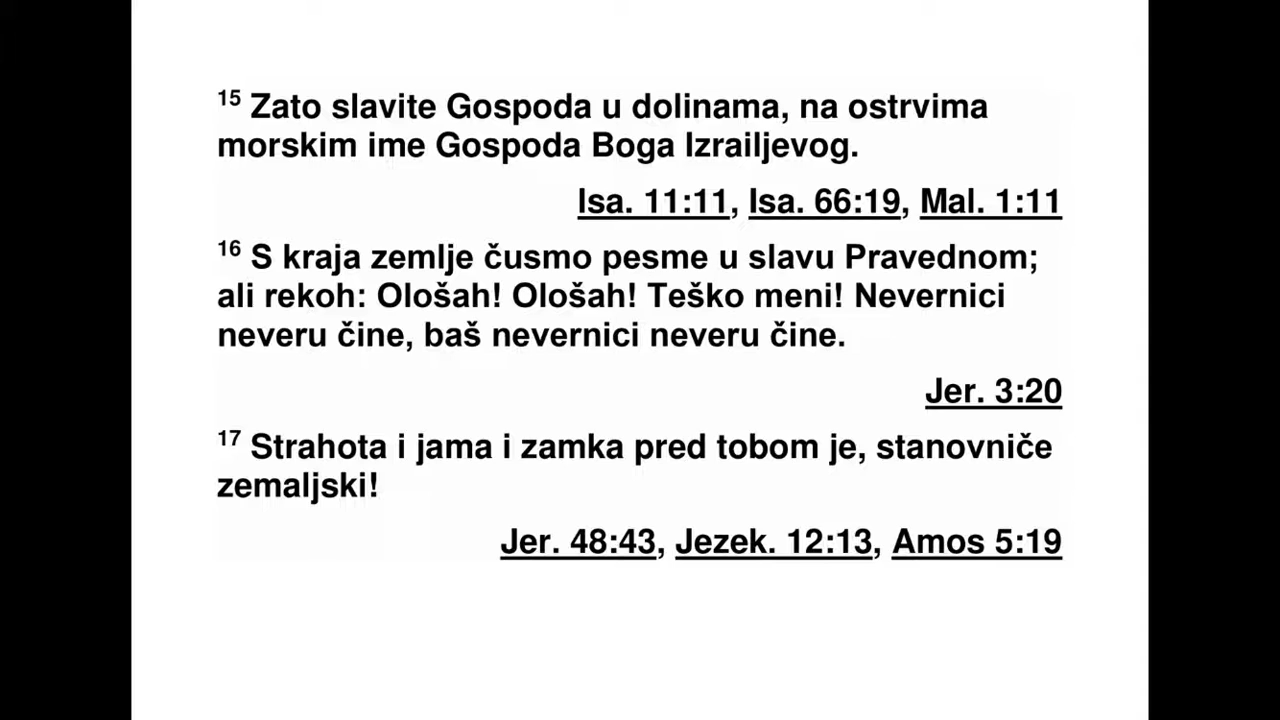 15 Zato slavite Gospoda u dolinama, na ostrvima
morskim ime Gospoda Boga Izrailjevog.
Isa. 11:11, Isa. 66:19, Mal. 1:11
16 S kraja zemlje čusmo pesme u slavu Pravednom;
ali rekoh: Ološah! Ološah! Teško meni! Nevernici
neveru čine, baš nevernici neveru čine.
Jer. 3:20
17 Strahota i jama i zamka pred tobom je, stanovniče
zemaljski!
Jer. 48:43, Jezek. 12:13, Amos 5:19